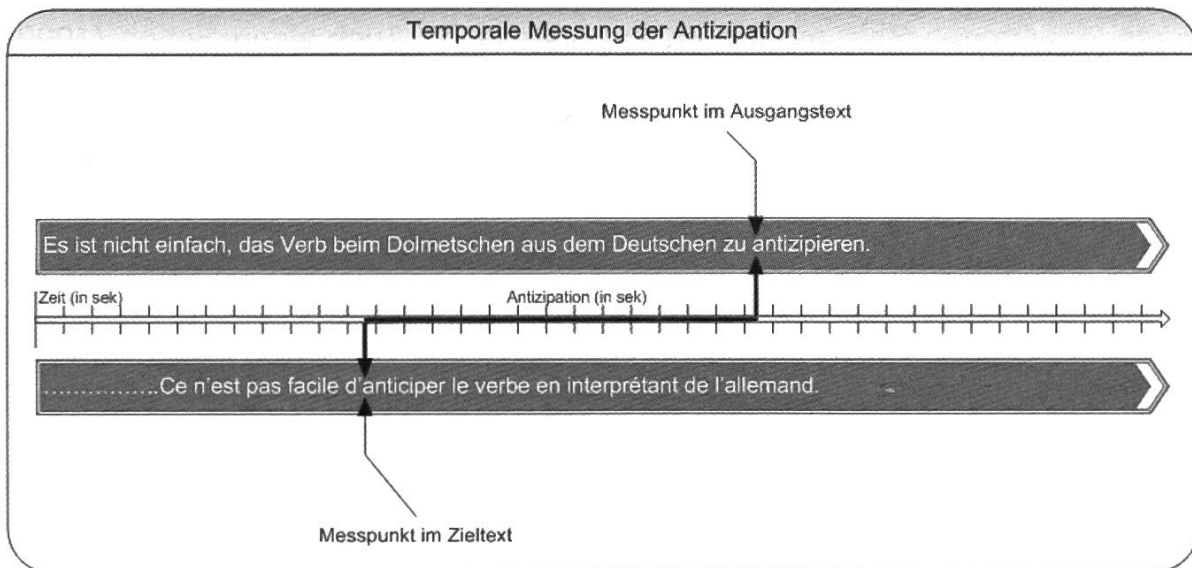 Temporale Messung der Antizipation
Messpunkt im Ausgangstext
Es ist nicht einfach, das Verb beim Dolmetschen aus dem Deutschen zu antizipieren.
Zeit (in sek)
Antizipation (in sek)
................Ce n'est pas facile d'anticiper le verbe en interprétant de l'allemand.
Messpunkt im Zieltext